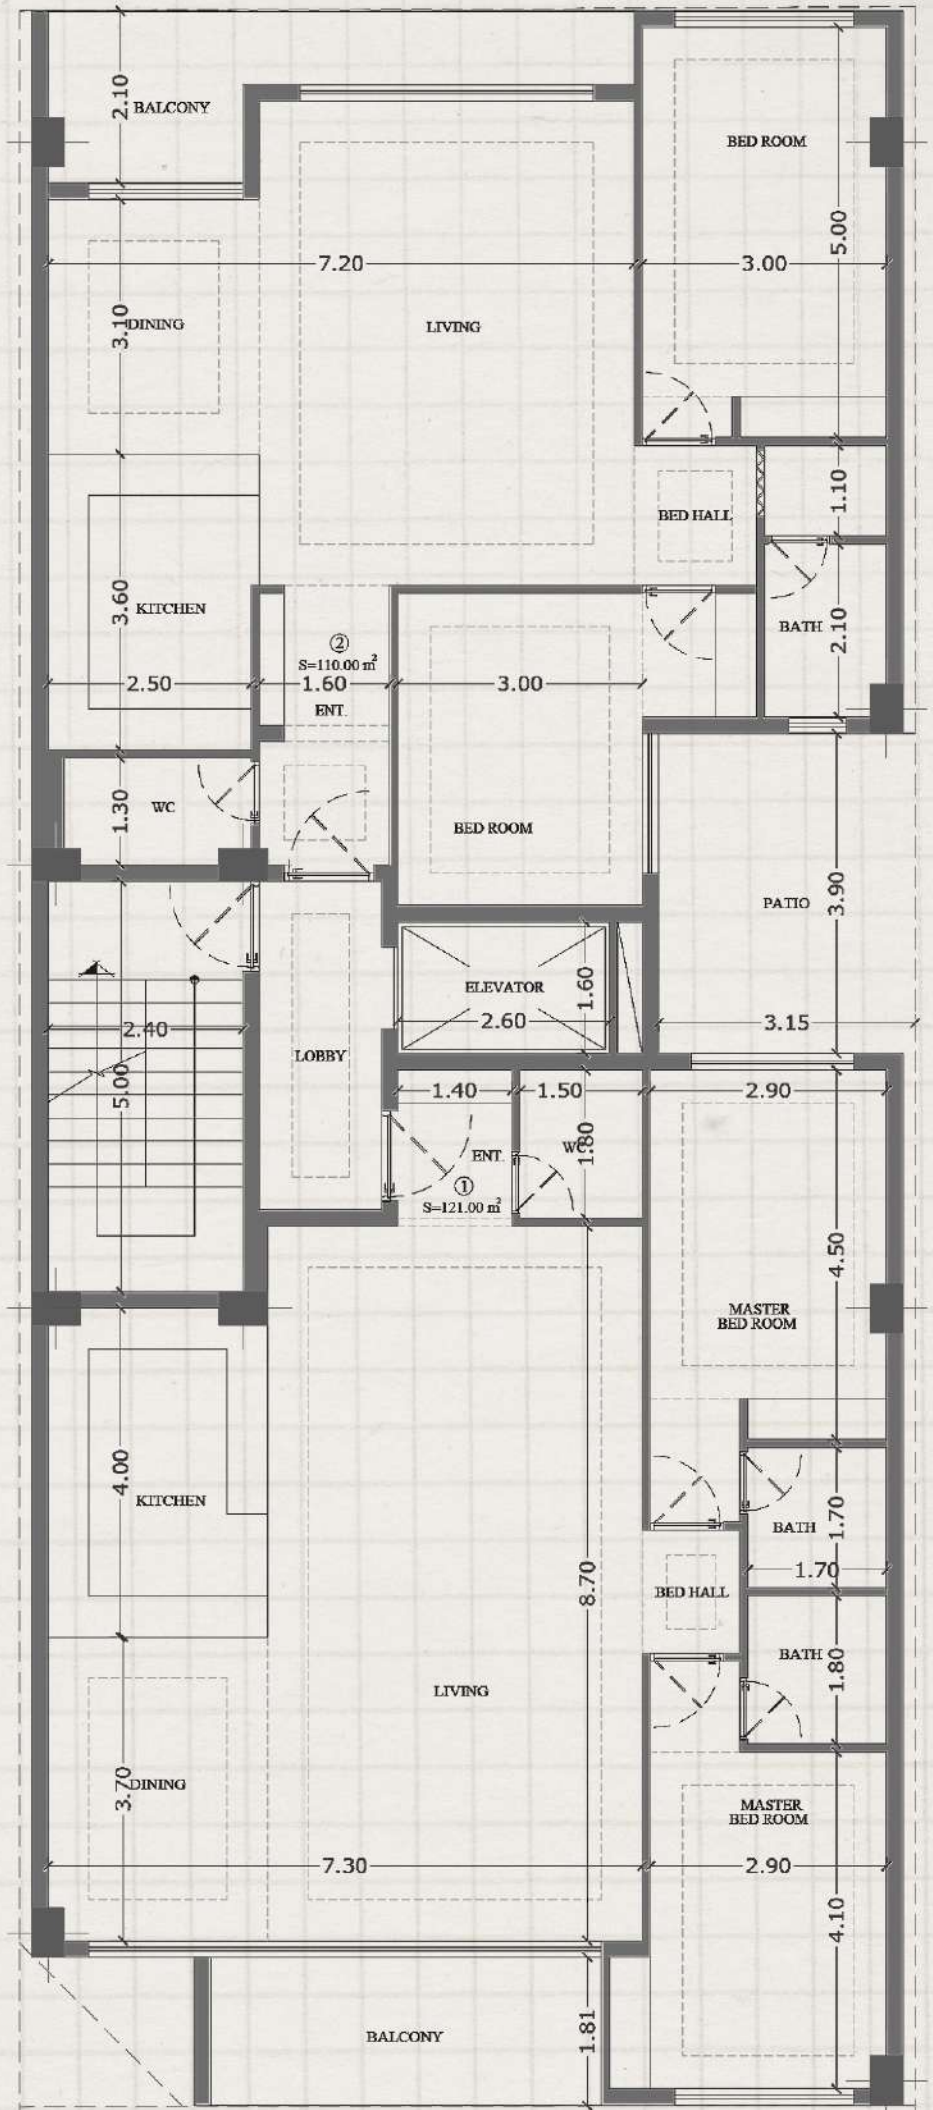 2.10
BALCONY
BED ROOM
5.00
7.20
3.00
3.10
DINING
LIVING
1.10
BED HALL
3.60
KITCHEN
②
S=110.00 m²
BATH
2.10
2.50
1.60
3.00
ENT.
1.30
WC
BED ROOM
PATIO
3.90
ELEVATOR
1.60
2.60
3.15
2.40
LOBBY
5.00
1.40
1.50
2.90
ENT.
WC
1.80
①
S=121.00 m²
4.50
MASTER
BED ROOM
4.00
KITCHEN
BATH
1.70
1.70
8.70
BED HALL
BATH
1.80
LIVING
3.70
DINING
MASTER
BED ROOM
7.30
2.90
4.10
BALCONY
1.81